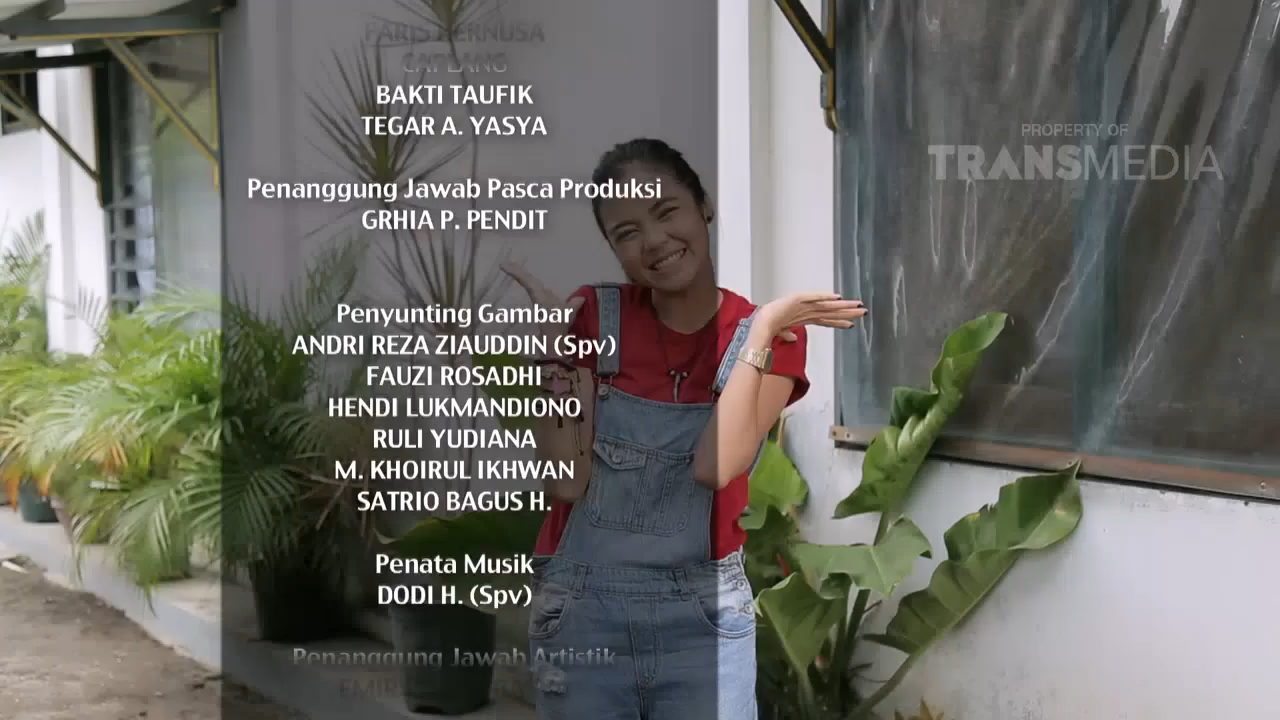 BAKTI TAUFIK
TEGAR A. YASYA
Penanggung Jawab Pasca Produksi
GRHIA P. PENDIT
Penyunting Gambar
ANDRI REZA ZIAUDDIN (Spv)
FAUZI ROSADHI
HENDI LUKMANDIONO
RULI YUDIANA
M. KHOIRUL IKHWAN
SATRIO BAGUS H.
Penata Musik
DODI H. (Spv)
Penanggung Jawab Artistik
PROPERTY OF
TRANSMEDIA